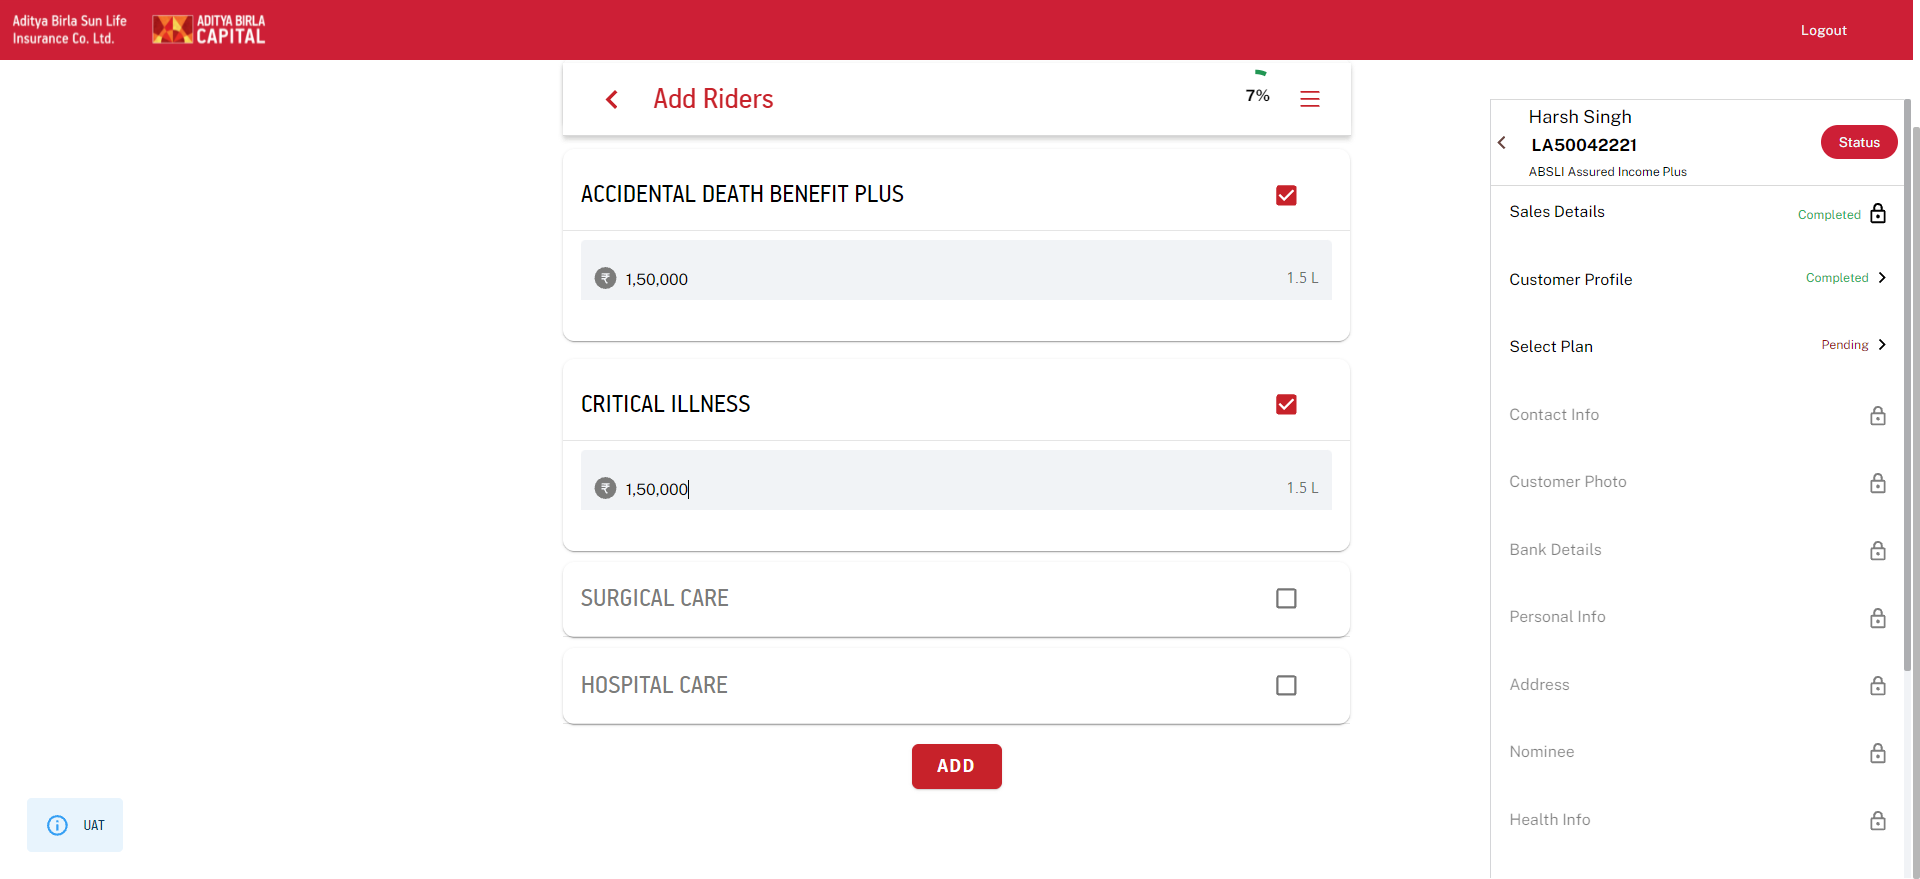 Aditya Birla Sun Life
Insurance Co. Ltd.
ADITYA BIRLA
CAPITAL
Logout
Add Riders
7%
ACCIDENTAL DEATH BENEFIT PLUS
₹ 1,50,000 1.5 L
CRITICAL ILLNESS
₹ 1,50,000 1.5 L
SURGICAL CARE
HOSPITAL CARE
ADD
UAT
Harsh Singh
LA50042221
ABSLI Assured Income Plus
Status
Sales Details Completed
Customer Profile Completed
Select Plan Pending
Contact Info
Customer Photo
Bank Details
Personal Info
Address
Nominee
Health Info